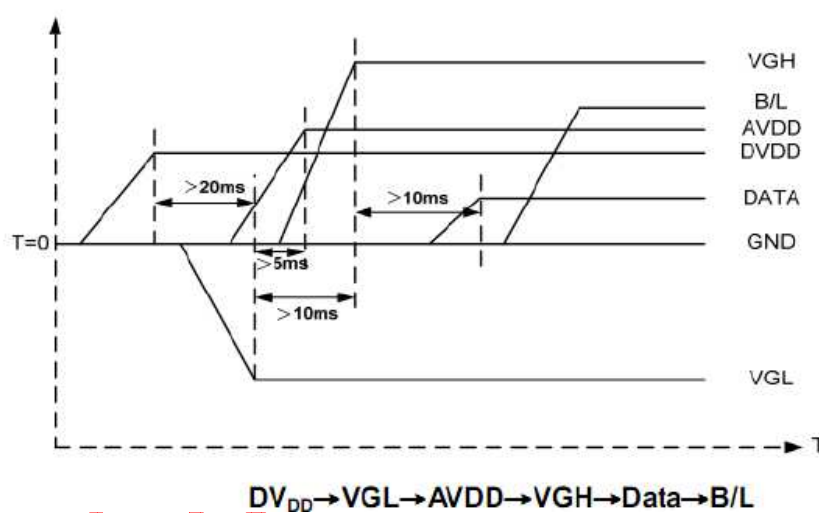 VGH
B/L
AVDD
DVDD
>20ms
>10ms
DATA
T=0
GND
>5ms
>10ms
VGL
T
DVDD→VGL→AVDD→VGH→Data→B/L